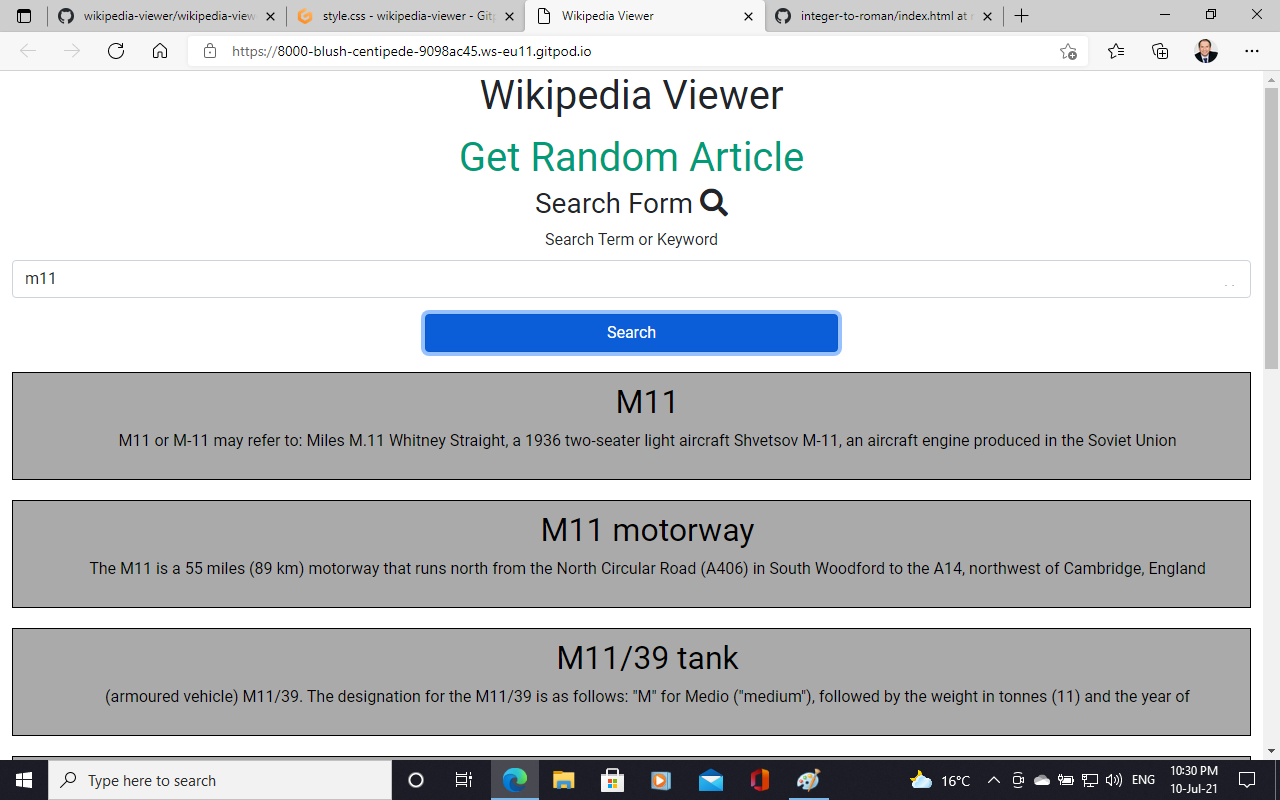 wikipedia-viewer/wikipedia-view
style.css - wikipedia-viewer - Gitp
Wikipedia Viewer
integer-to-roman/index.html at
https://8000-blush-centipede-9098ac45.ws-eu11.gitpod.io
Wikipedia Viewer
Get Random Article
Search Form
Search Term or Keyword
m11
Search
M11
M11 or M-11 may refer to: Miles M.11 Whitney Straight, a 1936 two-seater light aircraft Shvetsov M-11, an aircraft engine produced in the Soviet Union
M11 motorway
The M11 is a 55 miles (89 km) motorway that runs north from the North Circular Road (A406) in South Woodford to the A14, northwest of Cambridge, England
M11/39 tank
(armoured vehicle) M11/39. The designation for the M11/39 is as follows: "M" for Medio ("medium"), followed by the weight in tonnes (11) and the year of
Type here to search
16°C
ENG
10:30 PM
10-Jul-21